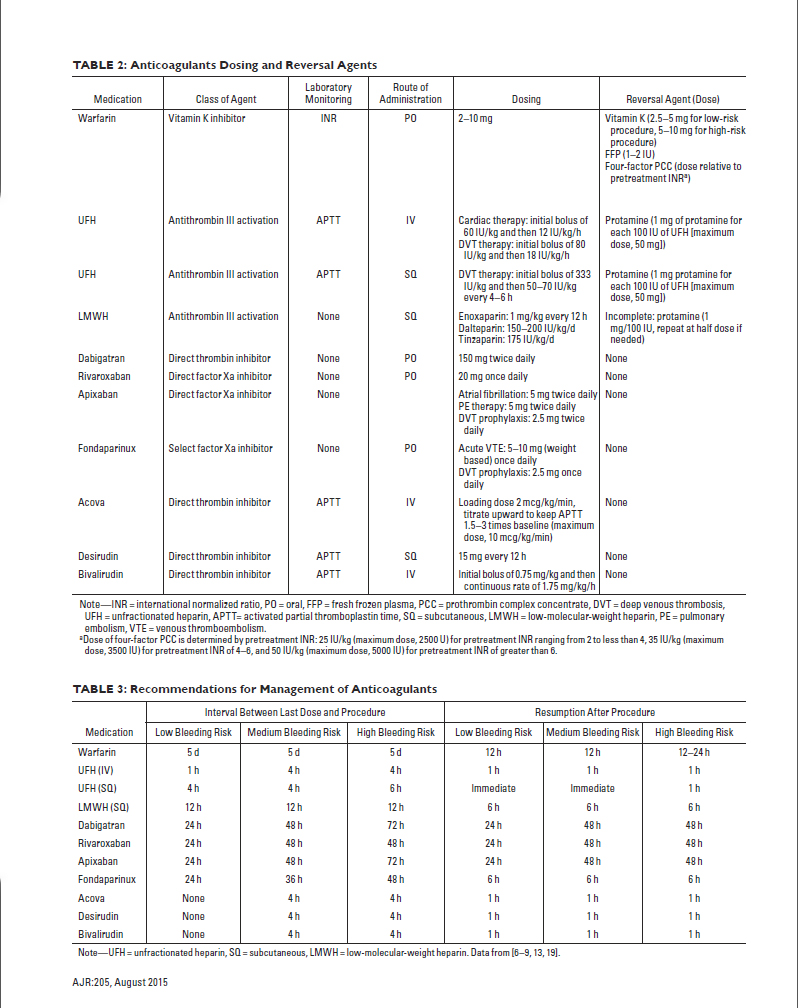 TABLE 2: Anticoagulants Dosing and Reversal Agents
Medication Class of Agent Laboratory Monitoring Route of Administration Dosing Reversal Agent (Dose)
Warfarin Vitamin K inhibitor INR PO 2–10 mg Vitamin K (2.5–5 mg for low-risk
procedure, 5–10 mg for high-risk
procedure)
FFP (1–2 IU)
Four-factor PCC (dose relative to
pretreatment INRᵃ)
UFH Antithrombin III activation APTT IV Cardiac therapy: initial bolus of Protamine (1 mg of protamine for
60 IU/kg and then 12 IU/kg/h each 100 IU of UFH [maximum
DVT therapy: initial bolus of 80 dose, 50 mg])
IU/kg and then 18 IU/kg/h
UFH Antithrombin III activation APTT SQ DVT therapy: initial bolus of 333 Protamine (1 mg protamine for
IU/kg and then 50–70 IU/kg each 100 IU of UFH [maximum
every 4–6 h dose, 50 mg])
LMWH Antithrombin III activation None SQ Enoxaparin: 1 mg/kg every 12 h Incomplete: protamine (1
Dalteparin: 150–200 IU/kg/d mg/100 IU, repeat at half dose if
Tinzaparin: 175 IU/kg/d needed)
Dabigatran Direct thrombin inhibitor None PO 150 mg twice daily None
Rivaroxaban Direct factor Xa inhibitor None PO 20 mg once daily None
Apixaban Direct factor Xa inhibitor None Atrial fibrillation: 5 mg twice daily None
PE therapy: 5 mg twice daily
DVT prophylaxis: 2.5 mg twice
daily
Fondaparinux Select factor Xa inhibitor None PO Acute VTE: 5–10 mg (weight None
based) once daily
DVT prophylaxis: 2.5 mg once
daily
Acova Direct thrombin inhibitor APTT IV Loading dose 2 mcg/kg/min, None
titrate upward to keep APTT
1.5–3 times baseline (maximum
dose, 10 mcg/kg/min)
Desirudin Direct thrombin inhibitor APTT SQ 15 mg every 12 h None
Bivalirudin Direct thrombin inhibitor APTT IV Initial bolus of 0.75 mg/kg and then None
continuous rate of 1.75 mg/kg/h
Note—INR = international normalized ratio, PO = oral, FFP = fresh frozen plasma, PCC = prothrombin complex concentrate, DVT = deep venous thrombosis,
UFH = unfractionated heparin, APTT= activated partial thromboplastin time, SQ = subcutaneous, LMWH = low-molecular-weight heparin, PE = pulmonary
embolism, VTE = venous thromboembolism.
ᵃDose of four-factor PCC is determined by pretreatment INR: 25 IU/kg (maximum dose, 2500 U) for pretreatment INR ranging from 2 to less than 4, 35 IU/kg (maximum
dose, 3500 IU) for pretreatment INR of 4–6, and 50 IU/kg (maximum dose, 5000 IU) for pretreatment INR of greater than 6.
TABLE 3: Recommendations for Management of Anticoagulants
Interval Between Last Dose and Procedure Resumption After Procedure
Medication Low Bleeding Risk Medium Bleeding Risk High Bleeding Risk Low Bleeding Risk Medium Bleeding Risk High Bleeding Risk
Warfarin 5 d 5 d 5 d 12 h 12 h 12–24 h
UFH (IV) 1 h 4 h 4 h 1 h 1 h 1 h
UFH (SQ) 4 h 4 h 6 h Immediate Immediate 1 h
LMWH (SQ) 12 h 12 h 12 h 6 h 6 h 6 h
Dabigatran 24 h 48 h 72 h 24 h 48 h 48 h
Rivaroxaban 24 h 48 h 48 h 24 h 48 h 48 h
Apixaban 24 h 48 h 72 h 24 h 48 h 48 h
Fondaparinux 24 h 36 h 48 h 6 h 6 h 6 h
Acova None 4 h 4 h 1 h 1 h 1 h
Desirudin None 4 h 4 h 1 h 1 h 1 h
Bivalirudin None 4 h 4 h 1 h 1 h 1 h
Note—UFH = unfractionated heparin, SQ = subcutaneous, LMWH = low-molecular-weight heparin. Data from [6–9, 13, 19].
AJR:205, August 2015